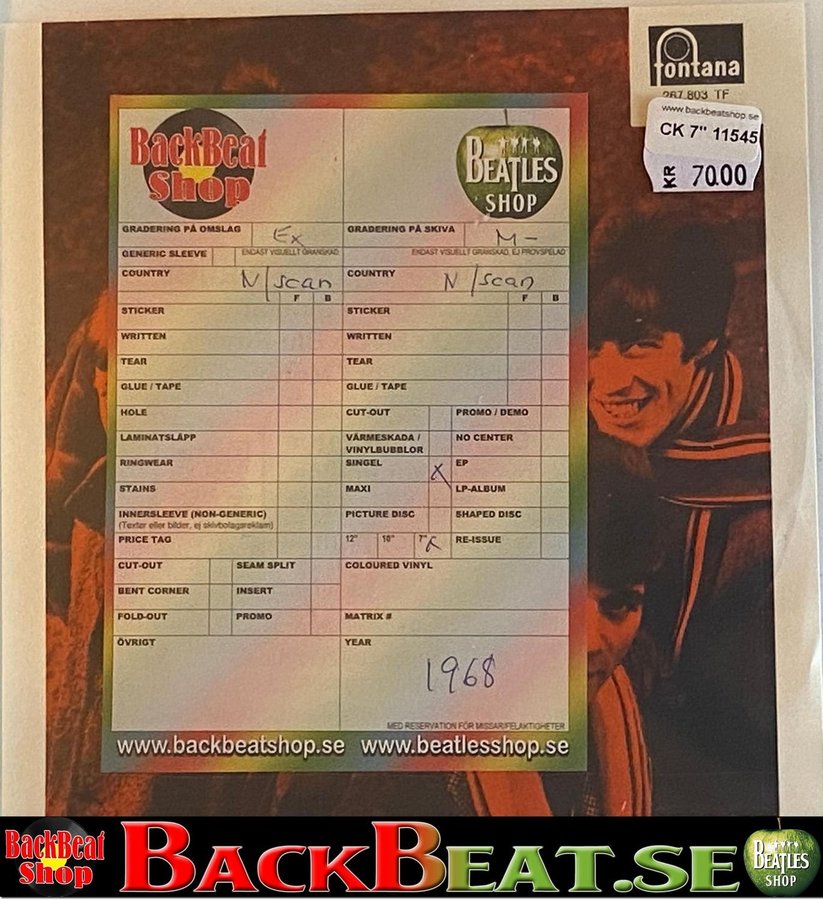 fontana
267 803 TF
www.backbeatshop.se
CK 7" 11545
KR 70.00
BackBeat Shop
BEATLES SHOP
GRADERING PÅ OMSLAG Ex
GRADERING PÅ SKIVA M-
GENERIC SLEEVE ENDAST VISUELLT GRANSKAD
ENDAST VISUELLT GRANSKAD, EJ PROVSPELAD
COUNTRY N/scan
COUNTRY N/scan
F B
F B
STICKER
STICKER
WRITTEN
WRITTEN
TEAR
TEAR
GLUE / TAPE
GLUE / TAPE
HOLE
CUT-OUT PROMO / DEMO
LAMINATSLÄPP
VÄRMESKADA / VINYLBUBBLOR NO CENTER
RINGWEAR
SINGEL X EP
STAINS
MAXI LP-ALBUM
INNERSLEEVE (NON-GENERIC)
(Texter eller bilder, ej skivbolagsreklam)
PICTURE DISC SHAPED DISC
PRICE TAG
12" 10" 7" X RE-ISSUE
CUT-OUT SEAM SPLIT
COLOURED VINYL
BENT CORNER INSERT
FOLD-OUT PROMO
MATRIX #
ÖVRIGT
YEAR
1968
MED RESERVATION FÖR MISSAR/FELAKTIGHETER
www.backbeatshop.se www.beatlesshop.se
BackBeat Shop
BACKBEAT.SE
BEATLES SHOP